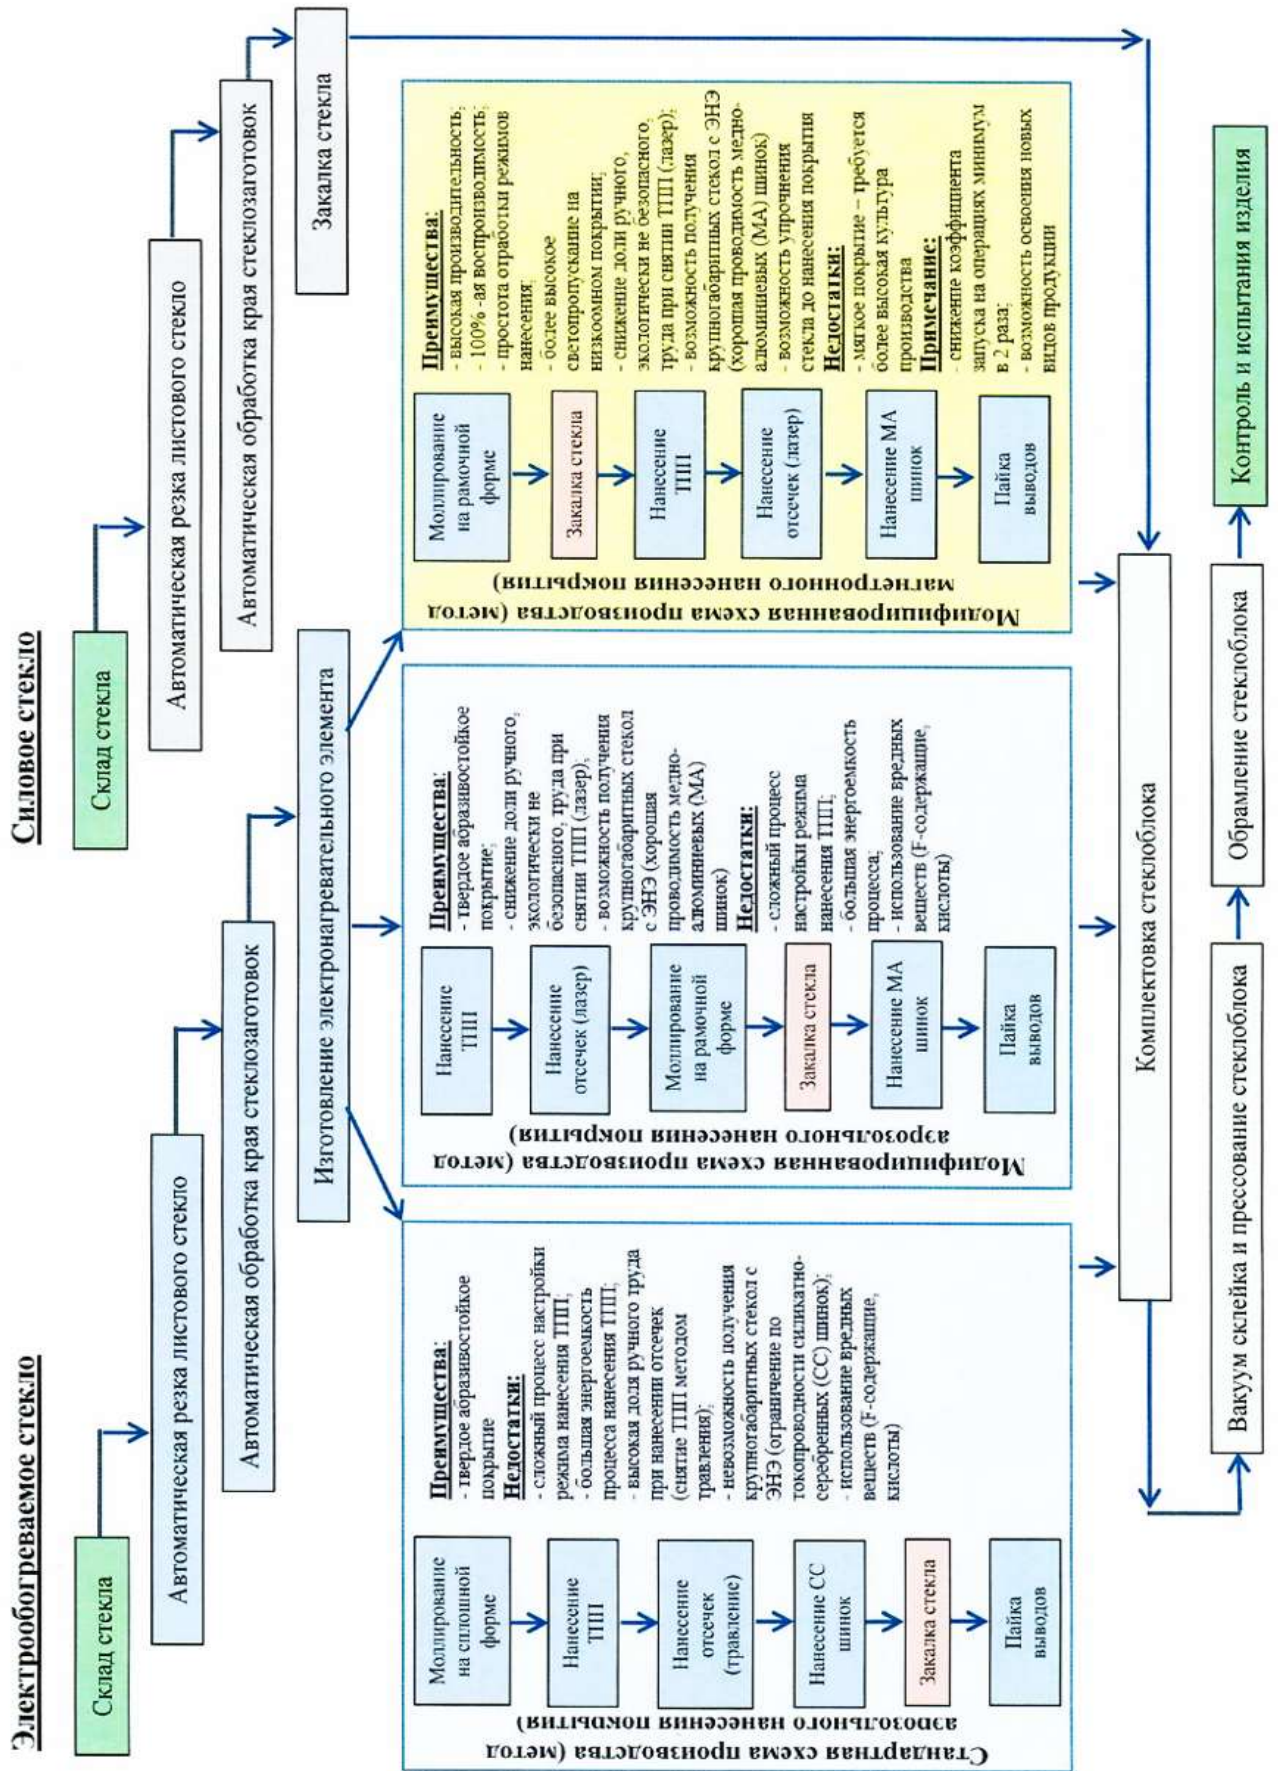 Электробогреваемое стекло
Силовое стекло
Склад стекла
Автоматическая резка листового стекло
Автоматическая обработка края стеклозаготовок
Изготовление электронагревательного элемента
Склад стекла
Автоматическая резка листового стекло
Автоматическая обработка края стеклозаготовок
Закалка стекла
Стандартная схема производства (метод
аэрозольного нанесения покрытия)
Моллирование
на сплошной
форме
Нанесение
ТПП
Нанесение
отсечек
(травление)
Нанесение СС
шинок
Закалка стекла
Пайка
выводов
Преимущества:
- твердое абразивостойкое
покрытие
Недостатки:
- сложный процесс настройки
режима нанесения ТПП;
- большая энергоемкость
процесса нанесения ТПП;
- высокая доля ручного труда
при нанесении отсечек
(снятие ТПП методом
травления);
- невозможность получения
крупногабаритных стекол с
ЭНЭ (ограничение по
токопроводности силикатно-
серебренных (СС) шинок);
- использование вредных
веществ (F-содержащие,
кислоты)
Модифицированная схема производства (метод
аэрозольного нанесения покрытия)
Нанесение
ТПП
Нанесение
отсечек (лазер)
Моллирование
на рамочной
форме
Закалка стекла
Нанесение МА
шинок
Пайка
выводов
Преимущества:
- твердое абразивостойкое
покрытие;
- снижение доли ручного,
экологически не
безопасного, труда при
снятии ТПП (лазер);
- возможность получения
крупногабаритных стекол
с ЭНЭ (хорошая
проводимость медно-
алюминиевых (МА)
шинок)
Недостатки:
- сложный процесс
настройки режима
нанесения ТПП;
- большая энергоемкость
процесса;
- использование вредных
веществ (F-содержащие,
кислоты)
Модифицированная схема производства (метод
магнетронного нанесения покрытия)
Моллирование
на рамочной
форме
Закалка стекла
Нанесение
ТПП
Нанесение
отсечек (лазер)
Нанесение МА
шинок
Пайка
выводов
Преимущества:
- высокая производительность;
- 100% -ая воспроизводимость;
- простота отработки режимов
нанесения;
- более высокое
светопропускание на
низкоомном покрытии;
- снижение доли ручного,
экологически не безопасного,
труда при снятии ТПП (лазер);
- возможность получения
крупногабаритных стекол с ЭНЭ
(хорошая проводимость медно-
алюминиевых (МА) шинок)
- возможность упрочнения
стекла до нанесения покрытия
Недостатки:
- мягкое покрытие – требуется
более высокая культура
производства
Примечание:
- снижение коэффициента
запуска на операциях минимум
в 2 раза;
- возможность освоения новых
видов продукции
Комплектовка стеклоблока
Вакуум склейка и прессование стеклоблока
Обрамление стеклоблока
Контроль и испытания изделия